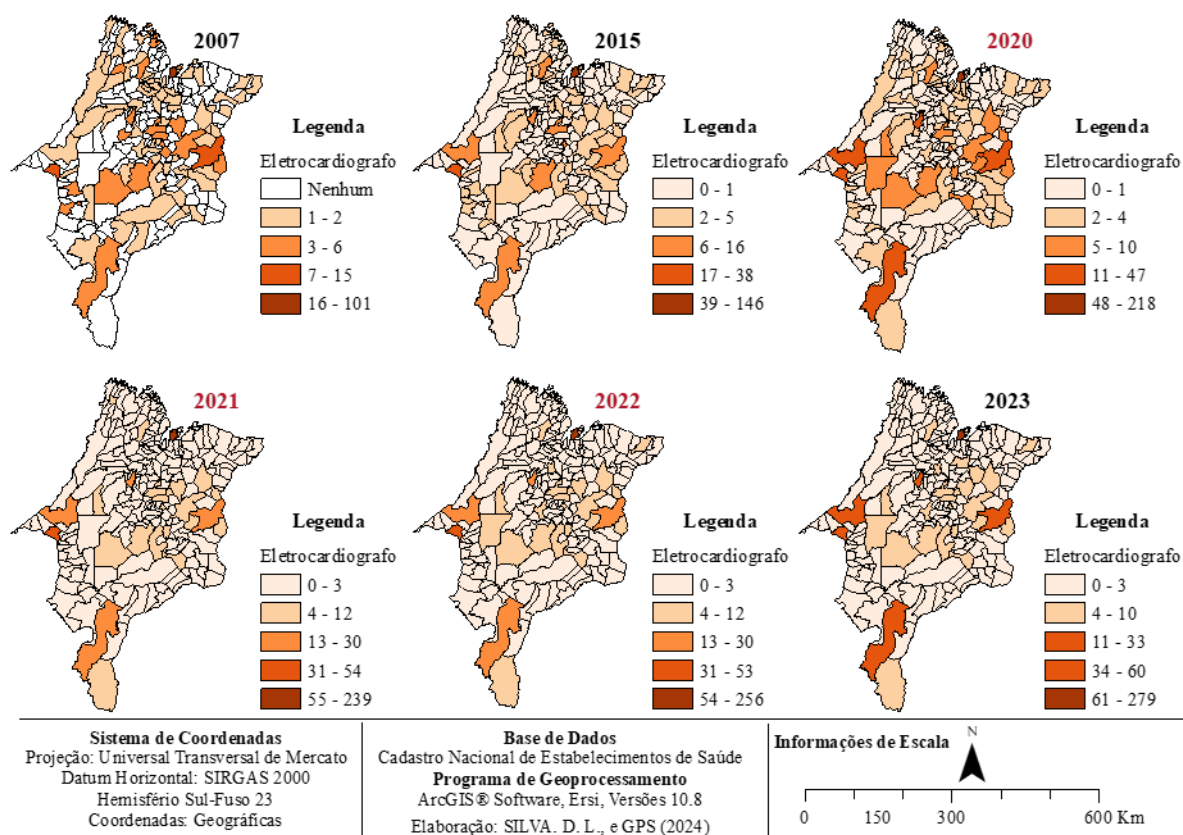 2007
Legenda
Eletrocardiografo
Nenhum
1 - 2
3 - 6
7 - 15
16 - 101
2015
Legenda
Eletrocardiografo
0 - 1
2 - 5
6 - 16
17 - 38
39 - 146
2020
Legenda
Eletrocardiografo
0 - 1
2 - 4
5 - 10
11 - 47
48 - 218
2021
Legenda
Eletrocardiografo
0 - 3
4 - 12
13 - 30
31 - 54
55 - 239
2022
Legenda
Eletrocardiografo
0 - 3
4 - 12
13 - 30
31 - 53
54 - 256
2023
Legenda
Eletrocardiografo
0 - 3
4 - 10
11 - 33
34 - 60
61 - 279
Sistema de Coordenadas
Projeção: Universal Transversal de Mercato
Datum Horizontal: SIRGAS 2000
Hemisfério Sul-Fuso 23
Coordenadas: Geográficas
Base de Dados
Cadastro Nacional de Estabelecimentos de Saúde
Programa de Geoprocessamento
ArcGIS® Software, Ersi, Versões 10.8
Elaboração: SILVA. D. L., e GPS (2024)
Informações de Escala
N
0 150 300 600 Km